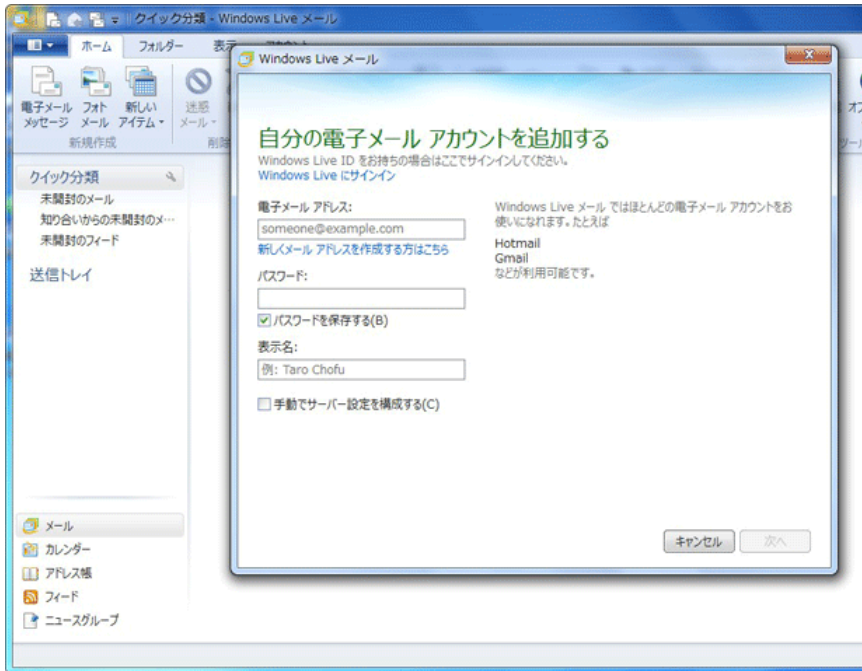 クイック分類 - Windows Live メール
ホーム フォルダー 表示
電子メール メッセージ
フォト メール
新しい アイテム
迷惑 メール
新規作成
削除
クイック分類
未開封のメール
知り合いからの未開封のメ…
未開封のフィード
送信トレイ
メール
カレンダー
アドレス帳
フィード
ニュースグループ
Windows Live メール
自分の電子メール アカウントを追加する
Windows Live ID をお持ちの場合はここでサインインしてください。
Windows Live にサインイン
電子メール アドレス:
someone@example.com
新しくメール アドレスを作成する方はこちら
パスワード:
パスワードを保存する(B)
表示名:
例: Taro Chofu
手動でサーバー設定を構成する(C)
Windows Live メール ではほとんどの電子メール アカウントをお
使いになれます。たとえば
Hotmail
Gmail
などが利用可能です。
キャンセル
次へ